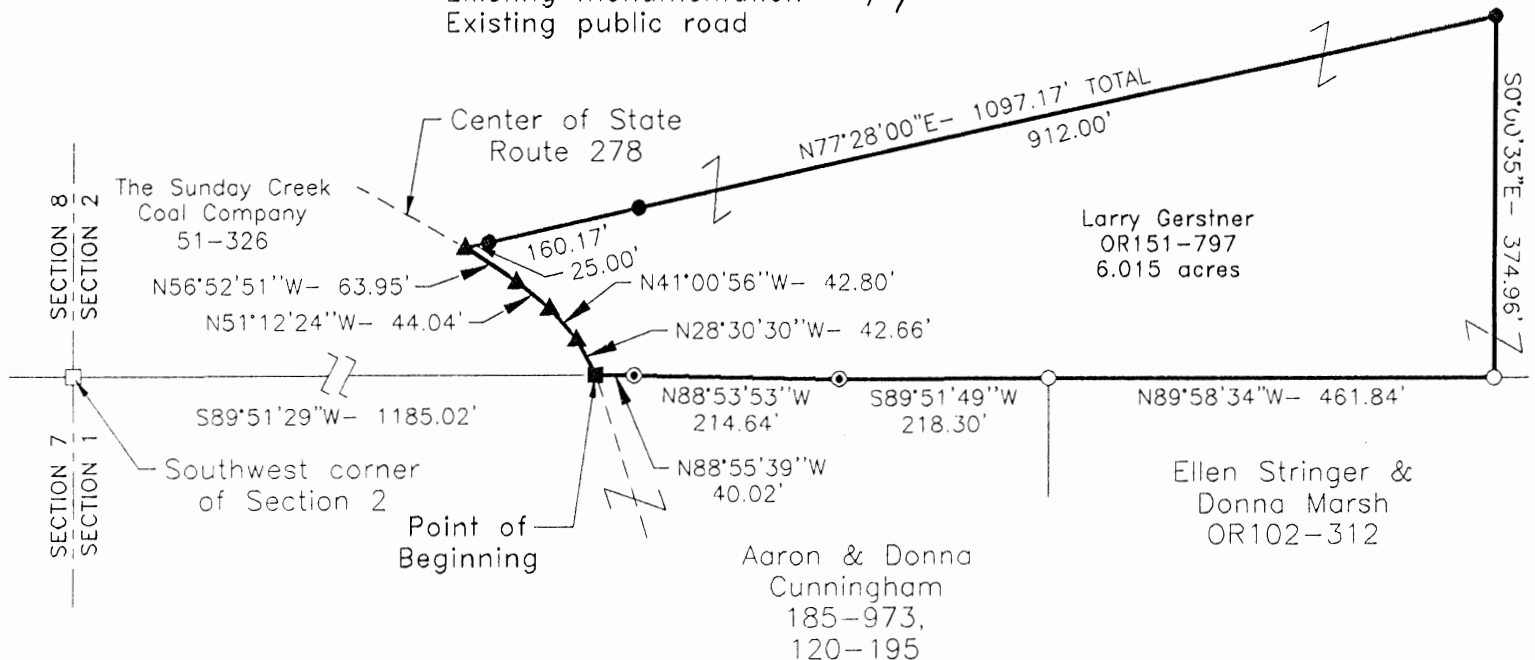 Existing public road
Center of State
Route 278
N77°28'00"E- 1097.17' TOTAL
912.00'
The Sunday Creek
Coal Company
51-326
SECTION 8
SECTION 2
160.17'
25.00'
Larry Gerstner
OR151-797
6.015 acres
374.96'
N56°52'51"W- 63.95'
N41°00'56"W- 42.80'
N51°12'24"W- 44.04'
N28°30'30"W- 42.66'
S89°51'29"W- 1185.02'
N88°53'53"W
214.64'
S89°51'49"W
218.30'
N89°58'34"W- 461.84'
N88°55'39"W
40.02'
SECTION 7
SECTION 1
Southwest corner
of Section 2
Point of
Beginning
Ellen Stringer &
Donna Marsh
OR102-312
Aaron & Donna
Cunningham
185-973,
120-195